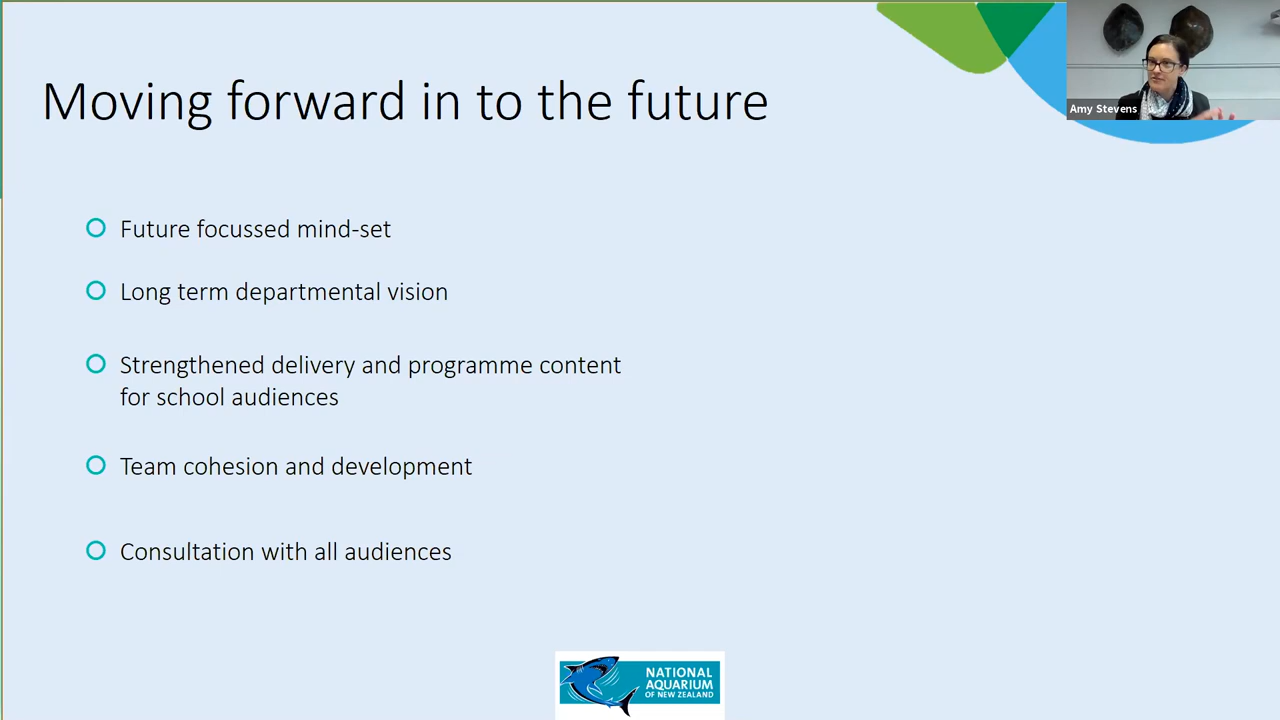 Moving forward in to the future
Amy Stevens
Future focussed mind-set
Long term departmental vision
Strengthened delivery and programme content
for school audiences
Team cohesion and development
Consultation with all audiences
NATIONAL
AQUARIUM
OF NEW ZEALAND